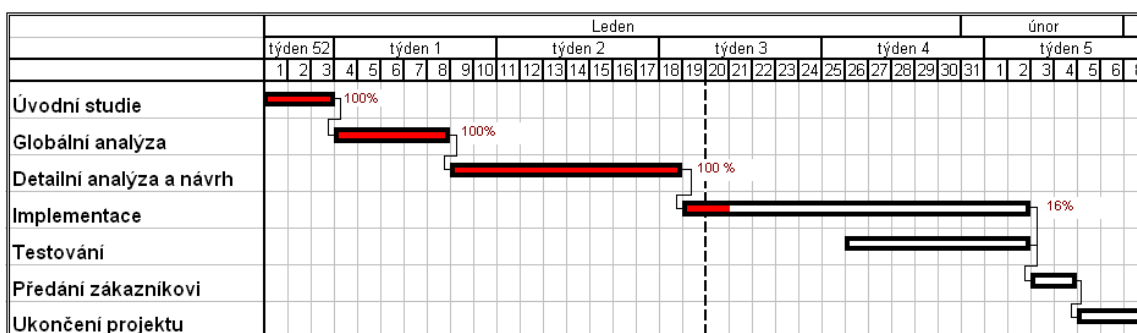 Leden únor
týden 52 týden 1 týden 2 týden 3 týden 4 týden 5
1 2 3 4 5 6 7 8 9 10 11 12 13 14 15 16 17 18 19 20 21 22 23 24 25 26 27 28 29 30 31 1 2 3 4 5 6
Úvodní studie 100%
Globální analýza 100%
Detailní analýza a návrh 100 %
Implementace 16%
Testování
Předání zákazníkovi
Ukončení projektu